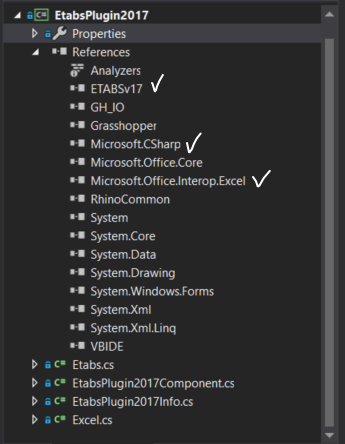 EtabsPlugin2017
Properties
References
Analyzers
ETABSv17
GH_IO
Grasshopper
Microsoft.CSharp
Microsoft.Office.Core
Microsoft.Office.Interop.Excel
RhinoCommon
System
System.Core
System.Data
System.Drawing
System.Windows.Forms
System.Xml
System.Xml.Linq
VBIDE
C# Etabs.cs
C# EtabsPlugin2017Component.cs
C# EtabsPlugin2017Info.cs
C# Excel.cs